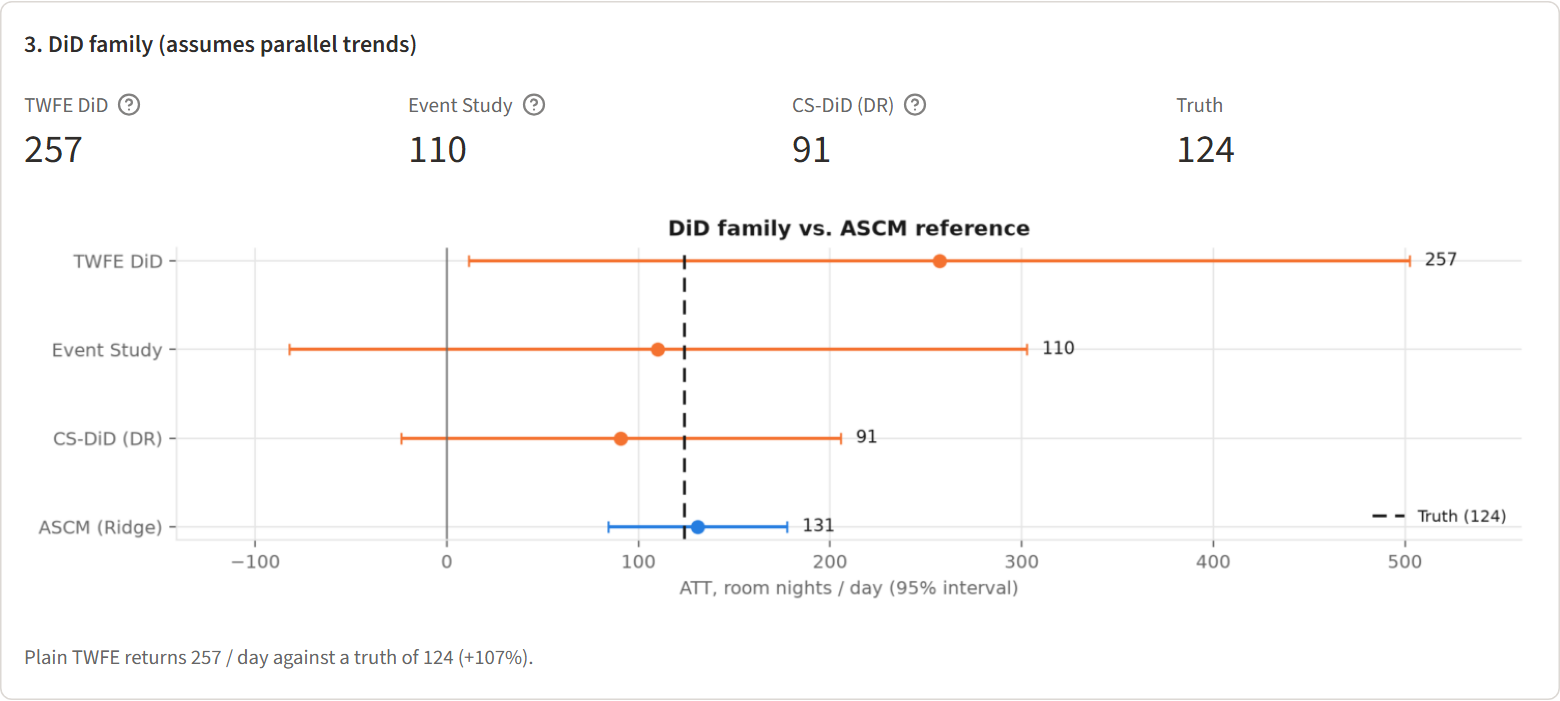 3. DiD family (assumes parallel trends)
TWFE DiD ?
Event Study ?
CS-DiD (DR) ?
Truth
257
110
91
124
DiD family vs. ASCM reference
TWFE DiD
257
Event Study
110
CS-DiD (DR)
91
ASCM (Ridge)
131
Truth (124)
−100 0 100 200 300 400 500
ATT, room nights / day (95% interval)
Plain TWFE returns 257 / day against a truth of 124 (+107%).